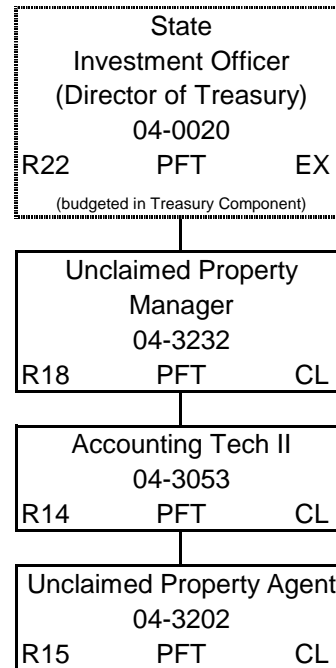 State
Investment Officer
(Director of Treasury)
04-0020
R22 PFT EX
(budgeted in Treasury Component)
Unclaimed Property
Manager
04-3232
R18 PFT CL
Accounting Tech II
04-3053
R14 PFT CL
Unclaimed Property Agent
04-3202
R15 PFT CL